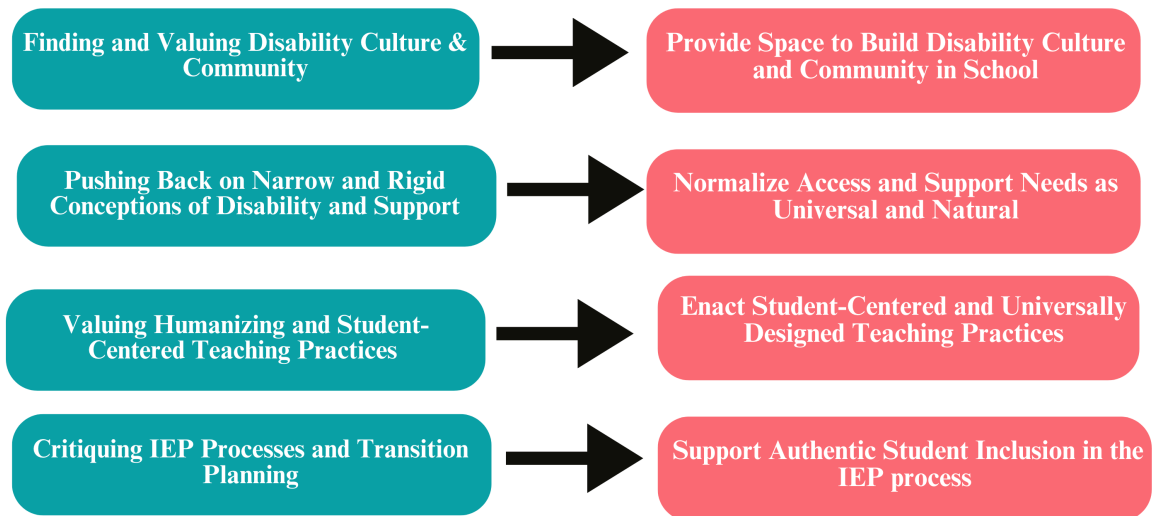 Finding and Valuing Disability Culture &
Community
Provide Space to Build Disability Culture
and Community in School
Pushing Back on Narrow and Rigid
Conceptions of Disability and Support
Normalize Access and Support Needs as
Universal and Natural
Valuing Humanizing and Student-
Centered Teaching Practices
Enact Student-Centered and Universally
Designed Teaching Practices
Critiquing IEP Processes and Transition
Planning
Support Authentic Student Inclusion in the
IEP process